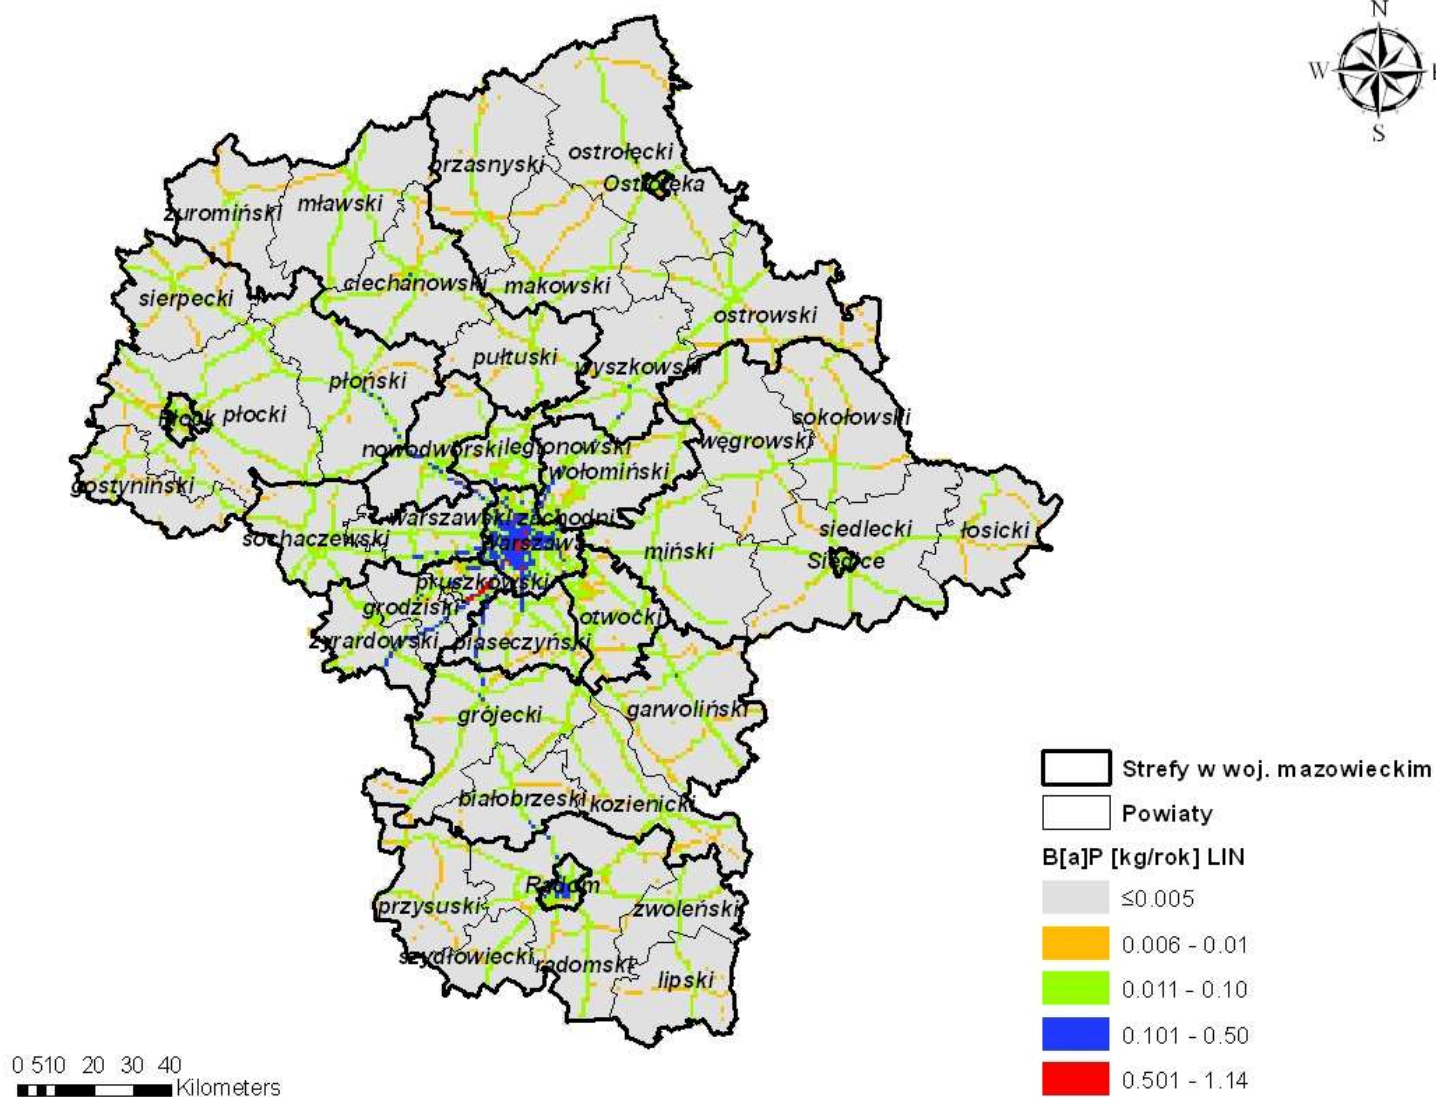 N
W
S
ostrołęcki
przasnyski
Ostrołęka
mławski
żuromiński
ciechanowski
makowski
sierpecki
ostrowski
pułtuski
wyszkowski
płoński
Płock płocki
sokołowski
węgrowski
nowodworski
legionowski
wołomiński
gostyniński
warszawski zachodni
siedlecki
łosicki
sochaczewski
Warszawa
miński
Siedlce
pruszkowski
grodziski
otwocki
żyrardowski
piaseczyński
grójecki
garwoliński
białobrzeski
kozienicki
Radom
przysuski
zwoleński
szydłowiecki
radomski
lipski
Strefy w woj. mazowieckim
Powiaty
B[a]P [kg/rok] LIN
≤0.005
0.006 - 0.01
0.011 - 0.10
0.101 - 0.50
0.501 - 1.14
0 510 20 30 40
Kilometers